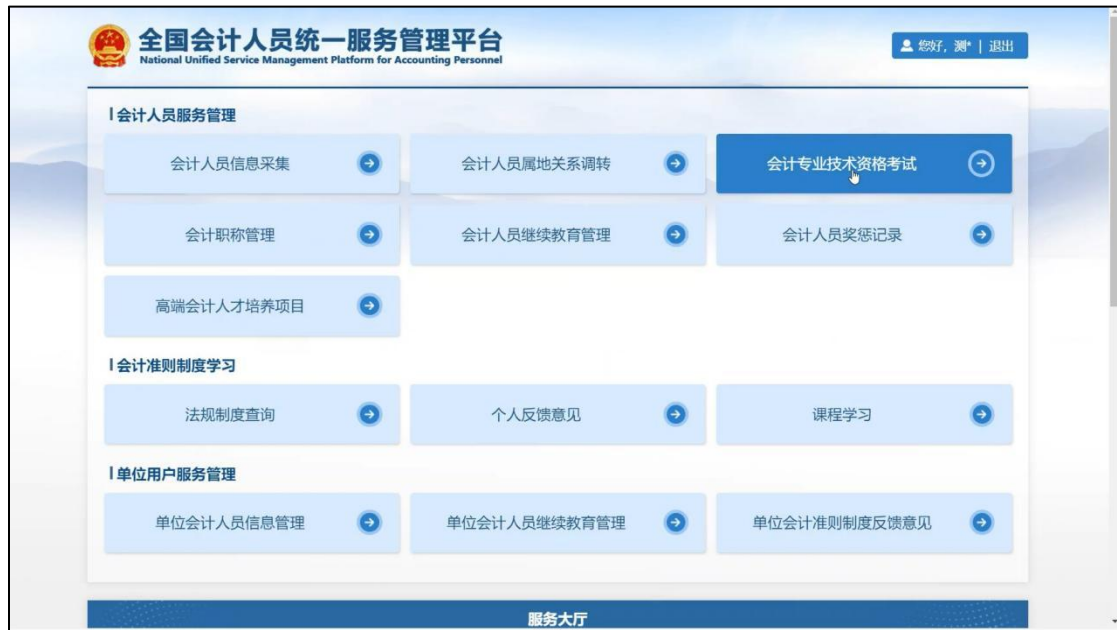 全国会计人员统一服务管理平台
National Unified Service Management Platform for Accounting Personnel
您好，测* | 退出
会计人员服务管理
会计人员信息采集
会计人员属地关系调转
会计专业技术资格考试
会计职称管理
会计人员继续教育管理
会计人员奖惩记录
高端会计人才培养项目
会计准则制度学习
法规制度查询
个人反馈意见
课程学习
单位用户服务管理
单位会计人员信息管理
单位会计人员继续教育管理
单位会计准则制度反馈意见
服务大厅